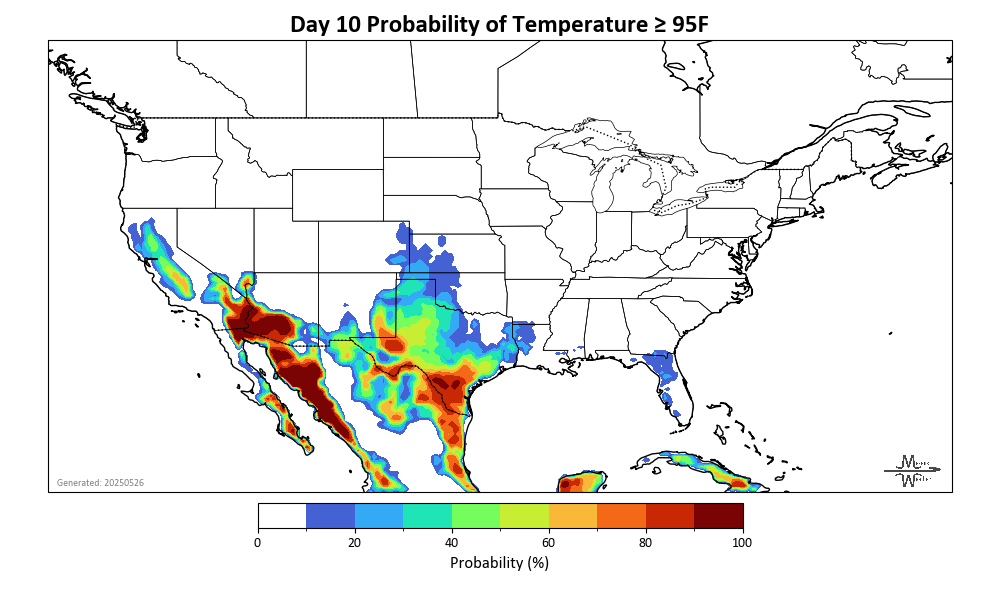 Day 10 Probability of Temperature ≥ 95F
Generated: 20250526
0 20 40 60 80 100
Probability (%)